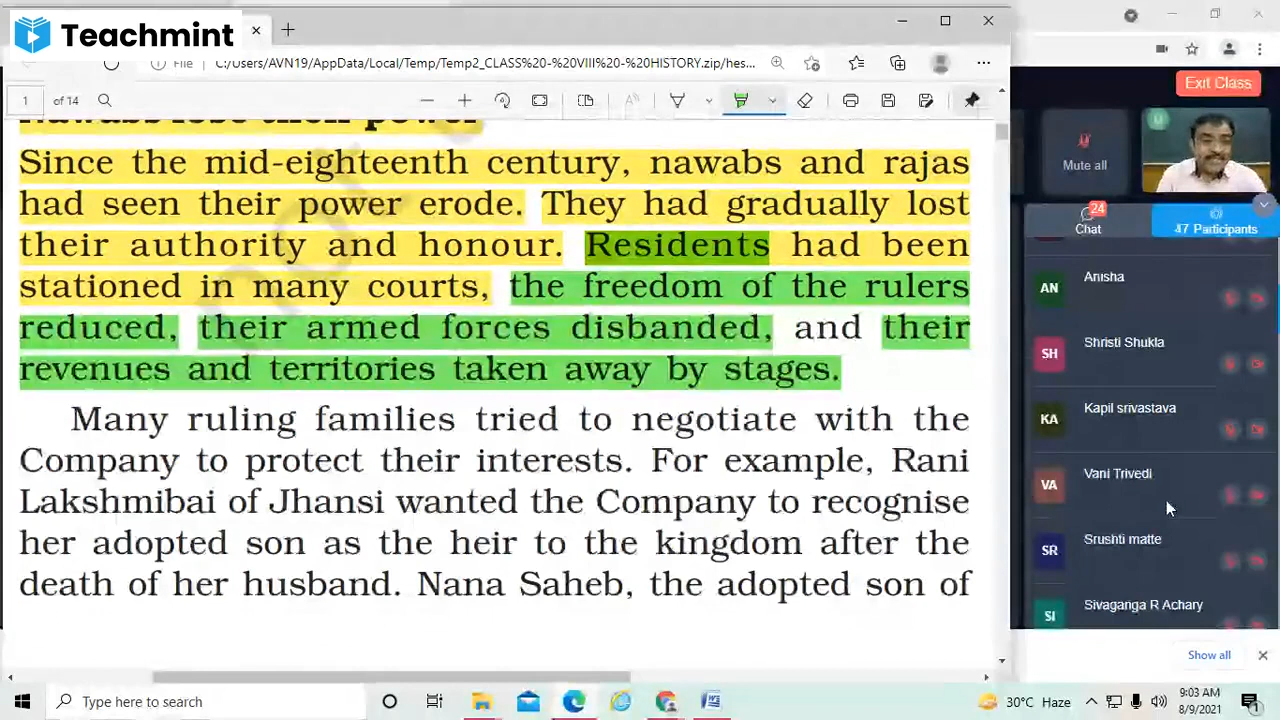 Teachmint
File
C:/Users/AVN19/AppData/Local/Temp/Temp2_CLASS%20-%20VIII%20-%20HISTORY.zip/hes...
1 of 14
Exit Class
Nawabs lose their power
Since the mid-eighteenth century, nawabs and rajas
had seen their power erode. They had gradually lost
their authority and honour. Residents had been
stationed in many courts, the freedom of the rulers
reduced, their armed forces disbanded, and their
revenues and territories taken away by stages.
Many ruling families tried to negotiate with the
Company to protect their interests. For example, Rani
Lakshmibai of Jhansi wanted the Company to recognise
her adopted son as the heir to the kingdom after the
death of her husband. Nana Saheb, the adopted son of
Mute all
M
24
Chat
17 Participants
AN Anisha
SH Shristi Shukla
KA Kapil srivastava
VA Vani Trivedi
SR Srushti matte
SI Sivaganga R Achary
Show all
Type here to search
30°C Haze
9:03 AM
8/9/2021
1